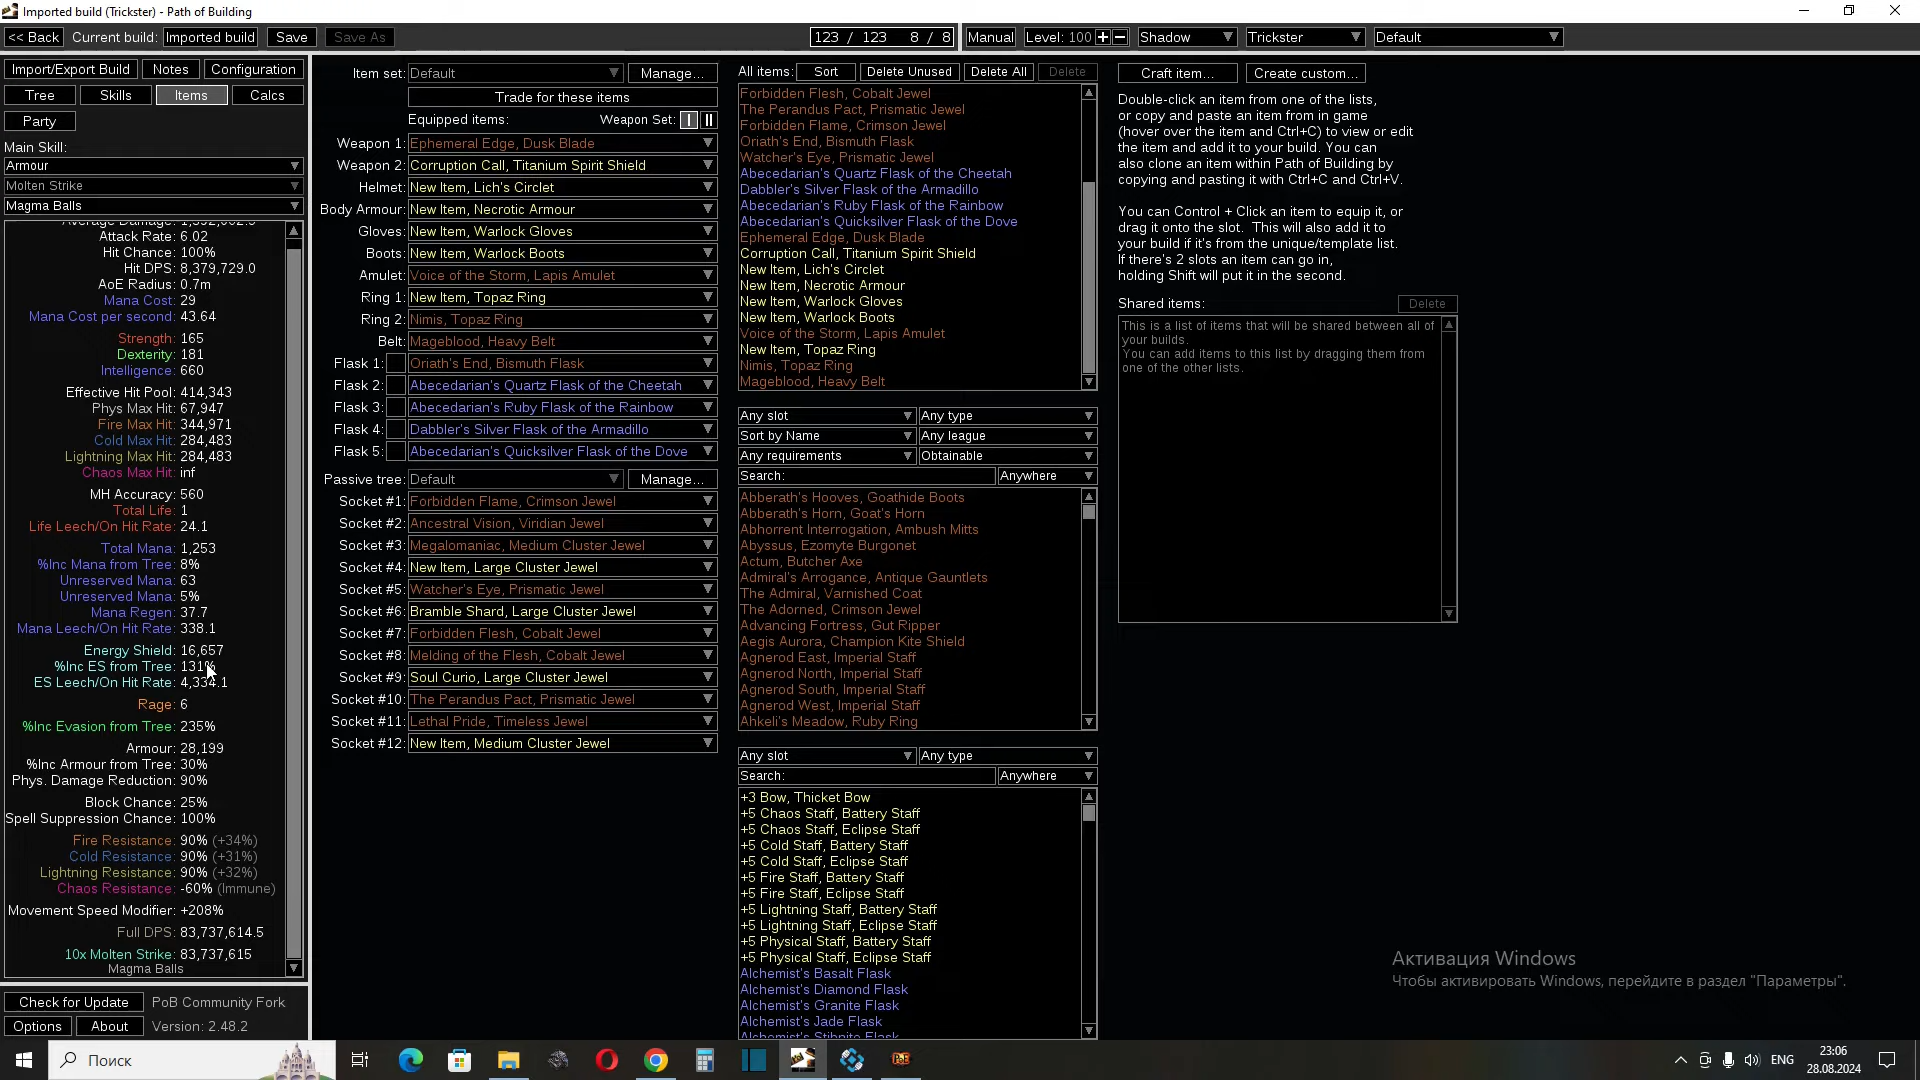 Imported build (Trickster) - Path of Building
<< Back Current build: Imported build Save Save As 123 / 123 8 / 8 Manual Level: 100 Shadow Trickster Default
Import/Export Build Notes Configuration
Tree Skills Items Calcs
Party
Main Skill:
Armour
Molten Strike
Magma Balls
Attack Rate: 6.02
Hit Chance: 100%
Hit DPS: 8,379,729.0
AoE Radius: 0.7m
Mana Cost: 29
Mana Cost per second: 43.64
Strength: 165
Dexterity: 181
Intelligence: 660
Effective Hit Pool: 414,343
Phys Max Hit: 67,947
Fire Max Hit: 344,971
Cold Max Hit: 284,483
Lightning Max Hit: 284,483
Chaos Max Hit: inf
MH Accuracy: 560
Total Life: 1
Life Leech/On Hit Rate: 24.1
Total Mana: 1,253
%Inc Mana from Tree: 8%
Unreserved Mana: 63
Unreserved Mana: 5%
Mana Regen: 37.7
Mana Leech/On Hit Rate: 338.1
Energy Shield: 16,657
%Inc ES from Tree: 131%
ES Leech/On Hit Rate: 4,334.1
Rage: 6
%Inc Evasion from Tree: 235%
Armour: 28,199
%Inc Armour from Tree: 30%
Phys. Damage Reduction: 90%
Block Chance: 25%
Spell Suppression Chance: 100%
Fire Resistance: 90% (+34%)
Cold Resistance: 90% (+31%)
Lightning Resistance: 90% (+32%)
Chaos Resistance: -60% (Immune)
Movement Speed Modifier: +208%
Full DPS: 83,737,614.5
10x Molten Strike: 83,737,615
Magma Balls
Check for Update PoB Community Fork
Options About Version: 2.48.2
Item set: Default Manage...
Trade for these items
Equipped items: Weapon Set: I II
Weapon 1: Ephemeral Edge, Dusk Blade
Weapon 2: Corruption Call, Titanium Spirit Shield
Helmet: New Item, Lich's Circlet
Body Armour: New Item, Necrotic Armour
Gloves: New Item, Warlock Gloves
Boots: New Item, Warlock Boots
Amulet: Voice of the Storm, Lapis Amulet
Ring 1: New Item, Topaz Ring
Ring 2: Nimis, Topaz Ring
Belt: Mageblood, Heavy Belt
Flask 1: Oriath's End, Bismuth Flask
Flask 2: Abecedarian's Quartz Flask of the Cheetah
Flask 3: Abecedarian's Ruby Flask of the Rainbow
Flask 4: Dabbler's Silver Flask of the Armadillo
Flask 5: Abecedarian's Quicksilver Flask of the Dove
Passive tree: Default Manage...
Socket #1: Forbidden Flame, Crimson Jewel
Socket #2: Ancestral Vision, Viridian Jewel
Socket #3: Megalomaniac, Medium Cluster Jewel
Socket #4: New Item, Large Cluster Jewel
Socket #5: Watcher's Eye, Prismatic Jewel
Socket #6: Bramble Shard, Large Cluster Jewel
Socket #7: Forbidden Flesh, Cobalt Jewel
Socket #8: Melding of the Flesh, Cobalt Jewel
Socket #9: Soul Curio, Large Cluster Jewel
Socket #10: The Perandus Pact, Prismatic Jewel
Socket #11: Lethal Pride, Timeless Jewel
Socket #12: New Item, Medium Cluster Jewel
All items: Sort Delete Unused Delete All Delete
Forbidden Flesh, Cobalt Jewel
The Perandus Pact, Prismatic Jewel
Forbidden Flame, Crimson Jewel
Oriath's End, Bismuth Flask
Watcher's Eye, Prismatic Jewel
Abecedarian's Quartz Flask of the Cheetah
Dabbler's Silver Flask of the Armadillo
Abecedarian's Ruby Flask of the Rainbow
Abecedarian's Quicksilver Flask of the Dove
Ephemeral Edge, Dusk Blade
Corruption Call, Titanium Spirit Shield
New Item, Lich's Circlet
New Item, Necrotic Armour
New Item, Warlock Gloves
New Item, Warlock Boots
Voice of the Storm, Lapis Amulet
New Item, Topaz Ring
Nimis, Topaz Ring
Mageblood, Heavy Belt
Any slot Any type
Sort by Name Any league
Any requirements Obtainable
Search: Anywhere
Abberath's Hooves, Goathide Boots
Abberath's Horn, Goat's Horn
Abhorrent Interrogation, Ambush Mitts
Abyssus, Ezomyte Burgonet
Actum, Butcher Axe
Admiral's Arrogance, Antique Gauntlets
The Admiral, Varnished Coat
The Adorned, Crimson Jewel
Advancing Fortress, Gut Ripper
Aegis Aurora, Champion Kite Shield
Agnerod East, Imperial Staff
Agnerod North, Imperial Staff
Agnerod South, Imperial Staff
Agnerod West, Imperial Staff
Ahkeli's Meadow, Ruby Ring
Any slot Any type
Search: Anywhere
+3 Bow, Thicket Bow
+5 Chaos Staff, Battery Staff
+5 Chaos Staff, Eclipse Staff
+5 Cold Staff, Battery Staff
+5 Cold Staff, Eclipse Staff
+5 Fire Staff, Battery Staff
+5 Fire Staff, Eclipse Staff
+5 Lightning Staff, Battery Staff
+5 Lightning Staff, Eclipse Staff
+5 Physical Staff, Battery Staff
+5 Physical Staff, Eclipse Staff
Alchemist's Basalt Flask
Alchemist's Diamond Flask
Alchemist's Granite Flask
Alchemist's Jade Flask
Alchemist's Stibnite Flask
Craft item... Create custom...
Double-click an item from one of the lists,
or copy and paste an item from in game
(hover over the item and Ctrl+C) to view or edit
the item and add it to your build. You can
also clone an item within Path of Building by
copying and pasting it with Ctrl+C and Ctrl+V.
You can Control + Click an item to equip it, or
drag it onto the slot. This will also add it to
your build if it's from the unique/template list.
If there's 2 slots an item can go in,
holding Shift will put it in the second.
Shared items: Delete
This is a list of items that will be shared between all of
your builds.
You can add items to this list by dragging them from
one of the other lists.
Активация Windows
Чтобы активировать Windows, перейдите в раздел "Параметры".
Поиск
PoE
ENG
23:06
28.08.2024